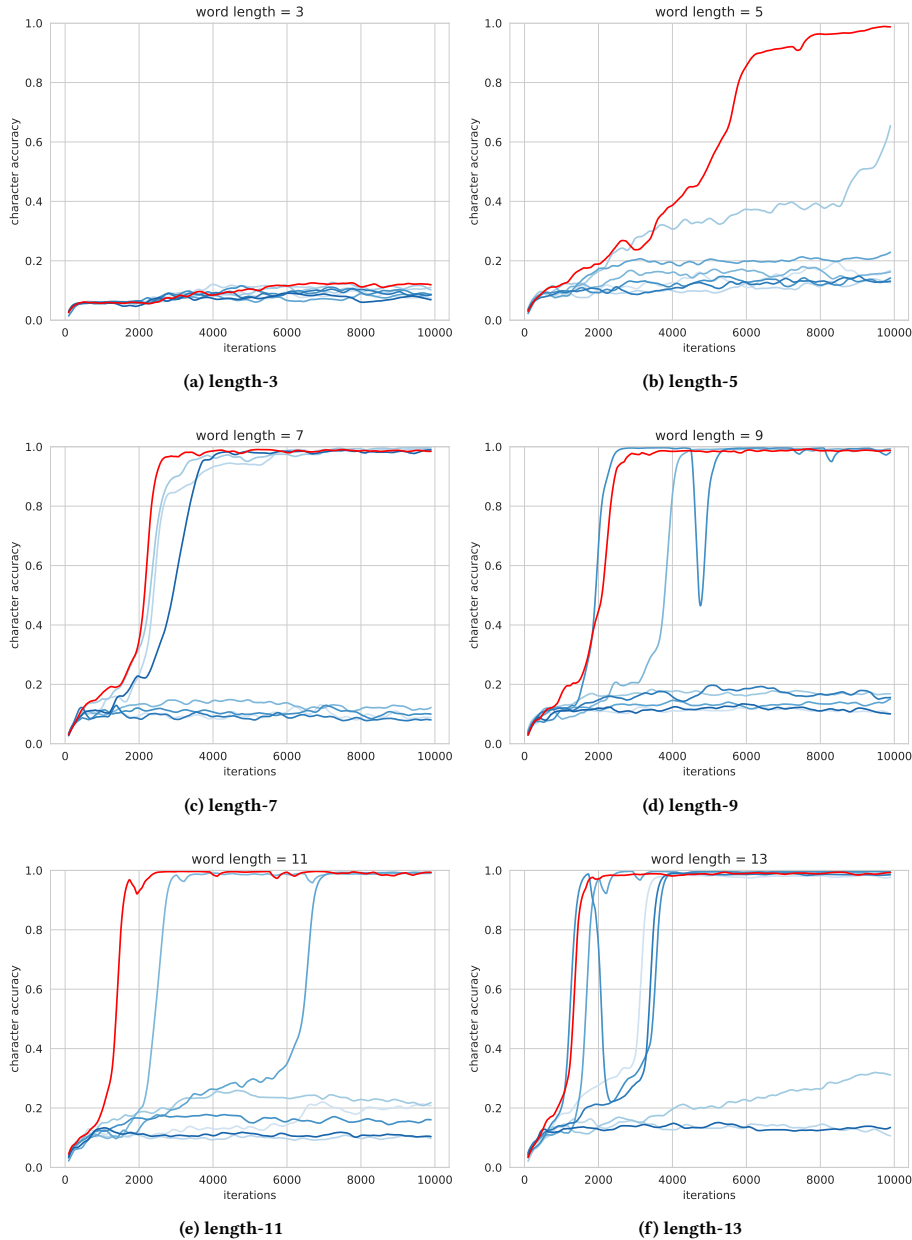 word length = 3
1.0
0.8
0.6
0.4
0.2
0.0
character accuracy
0 2000 4000 6000 8000 10000
iterations
(a) length-3
word length = 5
1.0
0.8
0.6
0.4
0.2
0.0
character accuracy
0 2000 4000 6000 8000 10000
iterations
(b) length-5
word length = 7
1.0
0.8
0.6
0.4
0.2
0.0
character accuracy
0 2000 4000 6000 8000 10000
iterations
(c) length-7
word length = 9
1.0
0.8
0.6
0.4
0.2
0.0
character accuracy
0 2000 4000 6000 8000 10000
iterations
(d) length-9
word length = 11
1.0
0.8
0.6
0.4
0.2
0.0
character accuracy
0 2000 4000 6000 8000 10000
iterations
(e) length-11
word length = 13
1.0
0.8
0.6
0.4
0.2
0.0
character accuracy
0 2000 4000 6000 8000 10000
iterations
(f) length-13